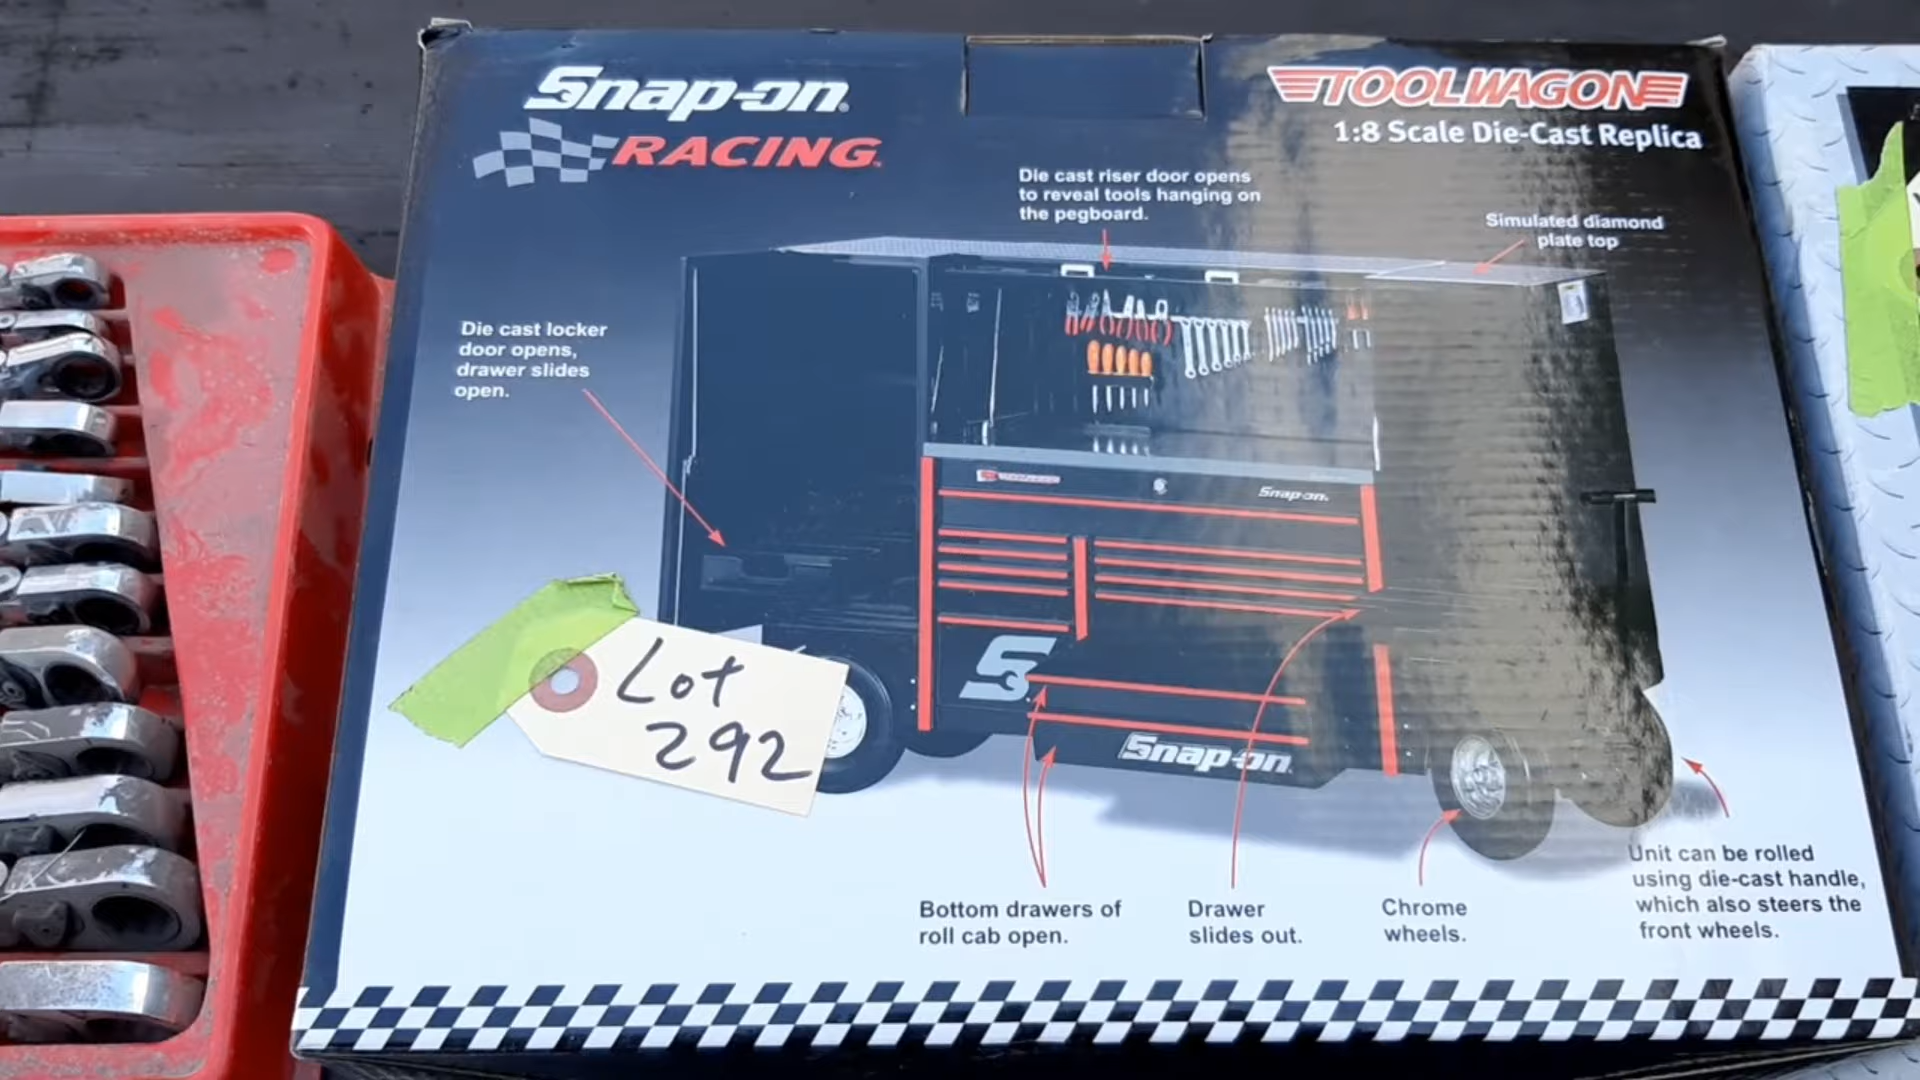 Snap-on
RACING
TOOLWAGON
1:8 Scale Die-Cast Replica
Die cast riser door opens
to reveal tools hanging on
the pegboard.
Simulated diamond
plate top
Die cast locker
door opens,
drawer slides
open.
Snap-on
Lot
292
S
Snap-on
Bottom drawers of
roll cab open.
Drawer
slides out.
Chrome
wheels.
Unit can be rolled
using die-cast handle,
which also steers the
front wheels.